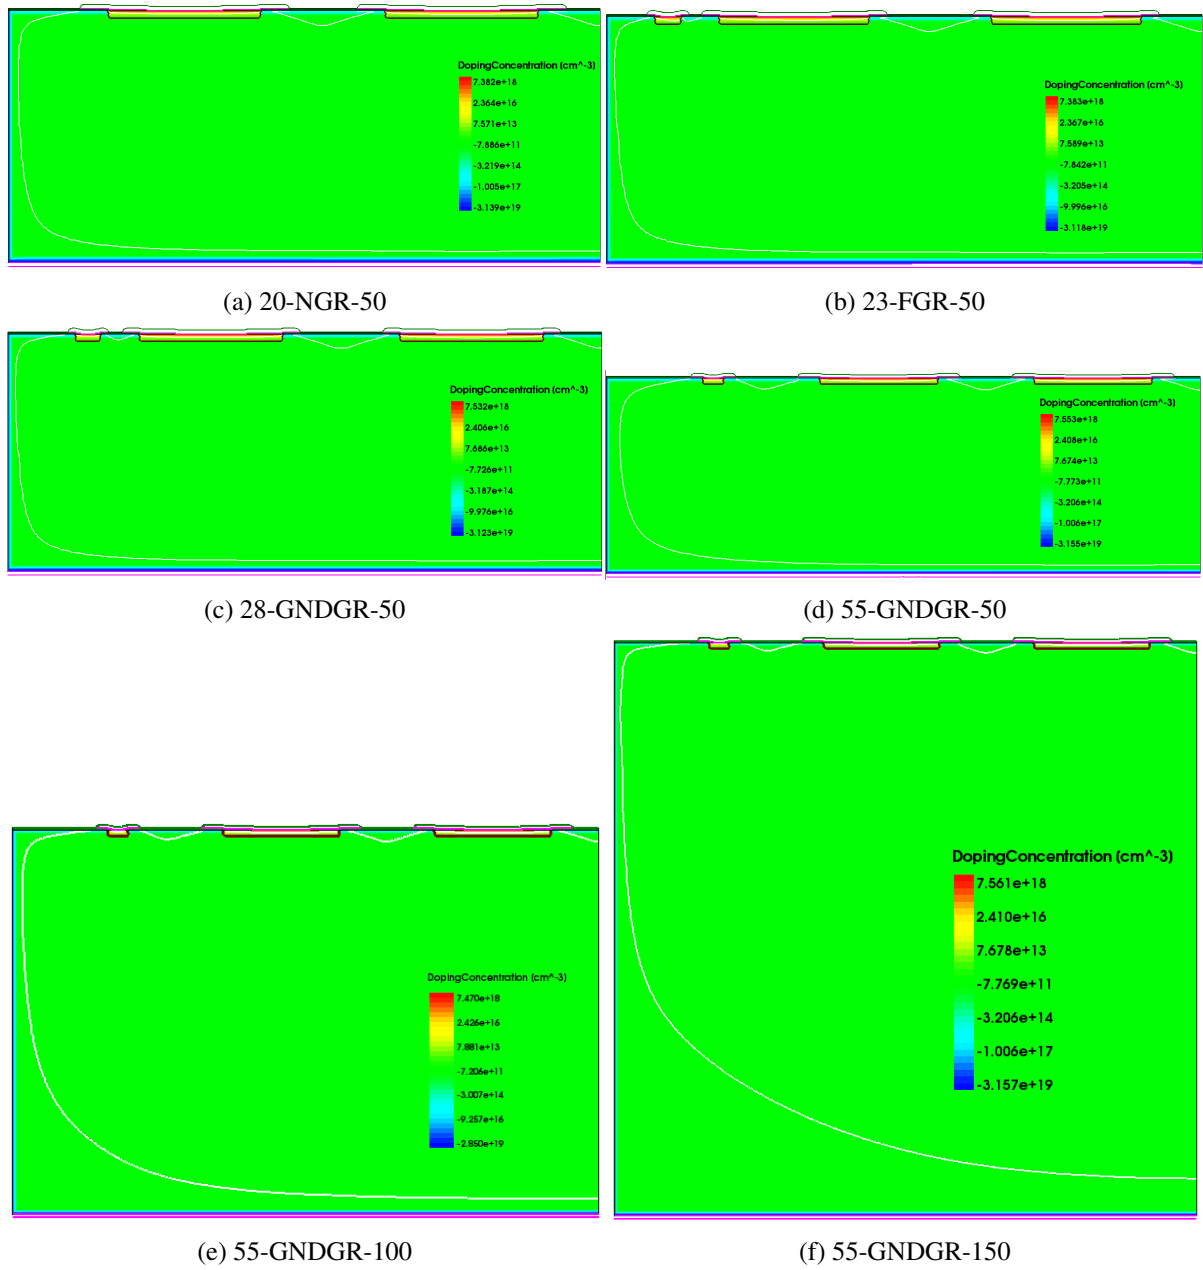 DopingConcentration (cm^-3)
7.382e+18
2.364e+16
7.571e+13
-7.886e+11
-3.219e+14
-1.005e+17
-3.139e+19
(a) 20-NGR-50
DopingConcentration (cm^-3)
7.383e+18
2.367e+16
7.589e+13
-7.842e+11
-3.205e+14
-9.996e+16
-3.118e+19
(b) 23-FGR-50
DopingConcentration (cm^-3)
7.532e+18
2.406e+16
7.686e+13
-7.726e+11
-3.187e+14
-9.976e+16
-3.123e+19
(c) 28-GNDGR-50
DopingConcentration (cm^-3)
7.553e+18
2.408e+16
7.674e+13
-7.773e+11
-3.206e+14
-1.006e+17
-3.155e+19
(d) 55-GNDGR-50
DopingConcentration (cm^-3)
7.470e+18
2.426e+16
7.881e+13
-7.206e+11
-3.007e+14
-9.257e+16
-2.850e+19
(e) 55-GNDGR-100
DopingConcentration (cm^-3)
7.561e+18
2.410e+16
7.678e+13
-7.769e+11
-3.206e+14
-1.006e+17
-3.157e+19
(f) 55-GNDGR-150